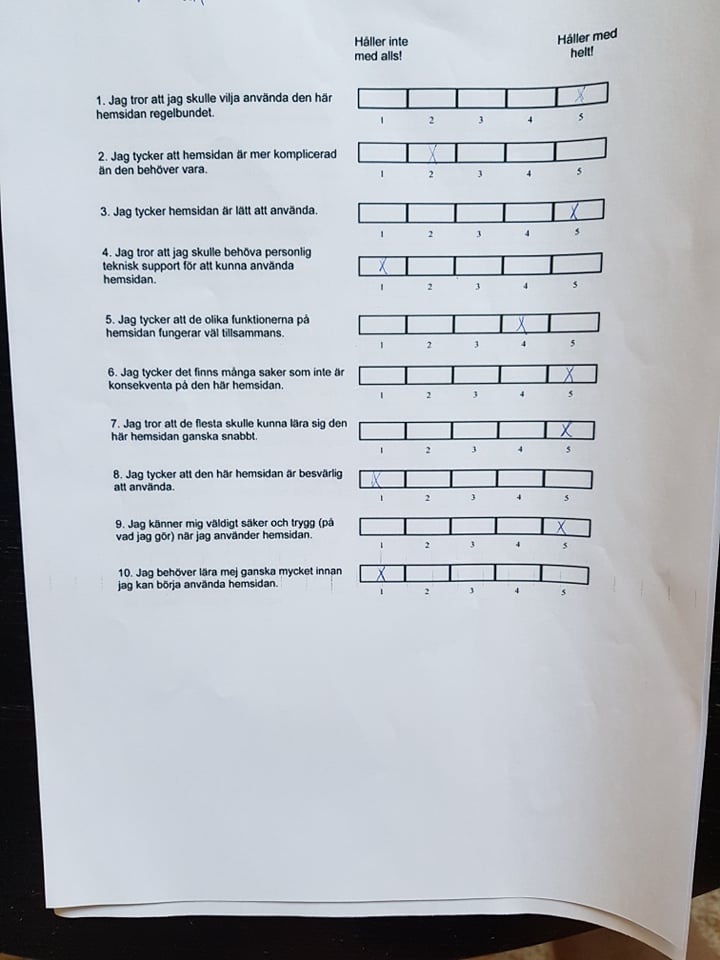 Håller inte
med alls!
Håller med
helt!
1. Jag tror att jag skulle vilja använda den här
hemsidan regelbundet.
X
1 2 3 4 5
2. Jag tycker att hemsidan är mer komplicerad
än den behöver vara.
X
1 2 3 4 5
3. Jag tycker hemsidan är lätt att använda.
X
1 2 3 4 5
4. Jag tror att jag skulle behöva personlig
teknisk support för att kunna använda
hemsidan.
X
1 2 3 4 5
5. Jag tycker att de olika funktionerna på
hemsidan fungerar väl tillsammans.
X
1 2 3 4 5
6. Jag tycker det finns många saker som inte är
konsekventa på den här hemsidan.
X
1 2 3 4 5
7. Jag tror att de flesta skulle kunna lära sig den
här hemsidan ganska snabbt.
X
1 2 3 4 5
8. Jag tycker att den här hemsidan är besvärlig
att använda.
X
1 2 3 4 5
9. Jag känner mig väldigt säker och trygg (på
vad jag gör) när jag använder hemsidan.
X
1 2 3 4 5
10. Jag behöver lära mej ganska mycket innan
jag kan börja använda hemsidan.
X
1 2 3 4 5